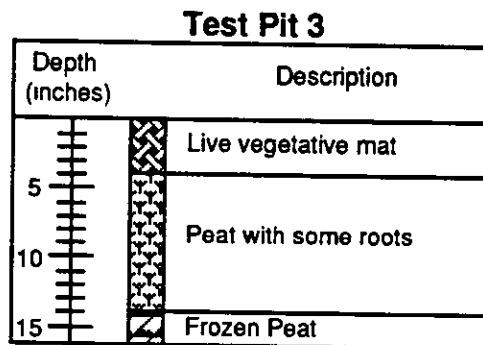 Test Pit 3
Depth
(inches)
Description
Live vegetative mat
5
Peat with some roots
10
15
Frozen Peat